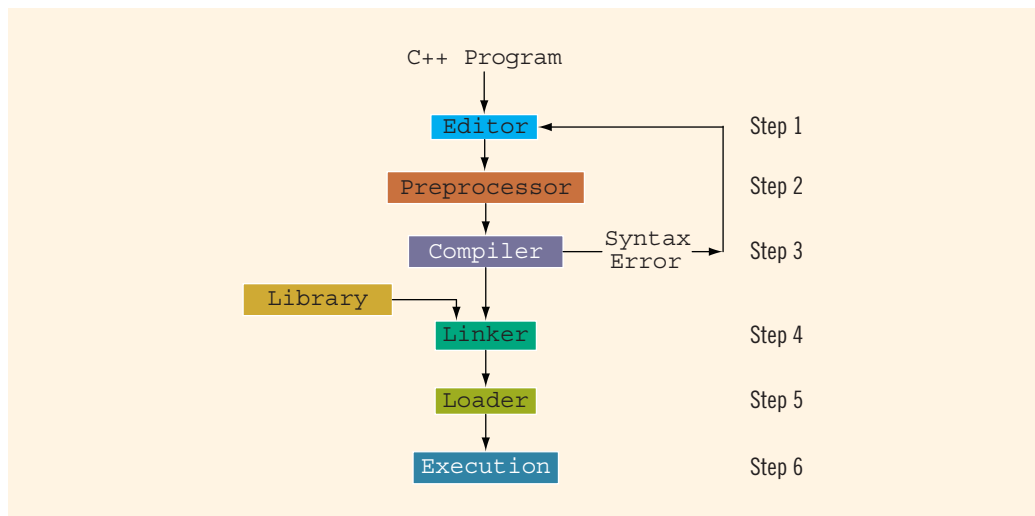 C++ Program
Editor
Step 1
Preprocessor
Step 2
Compiler
Syntax
Error
Step 3
Library
Linker
Step 4
Loader
Step 5
Execution
Step 6